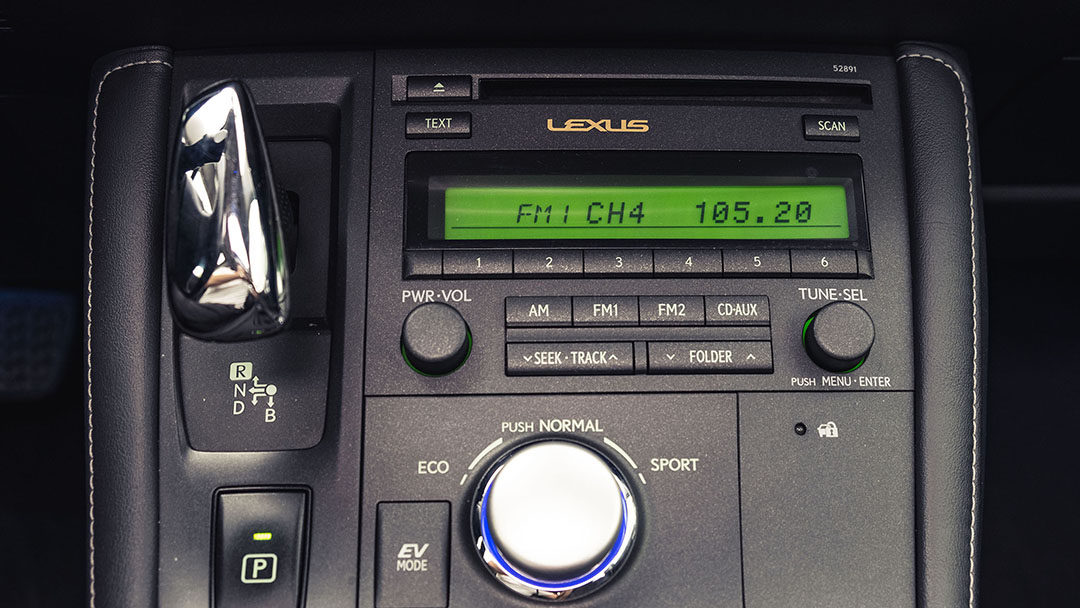 52891
TEXT
LEXUS
SCAN
FM1 CH4 105.20
1 2 3 4 5 6
PWR·VOL
TUNE·SEL
AM FM1 FM2 CD·AUX
SEEK·TRACK FOLDER
PUSH MENU·ENTER
R
N
D B
PUSH NORMAL
ECO SPORT
EV
MODE
P